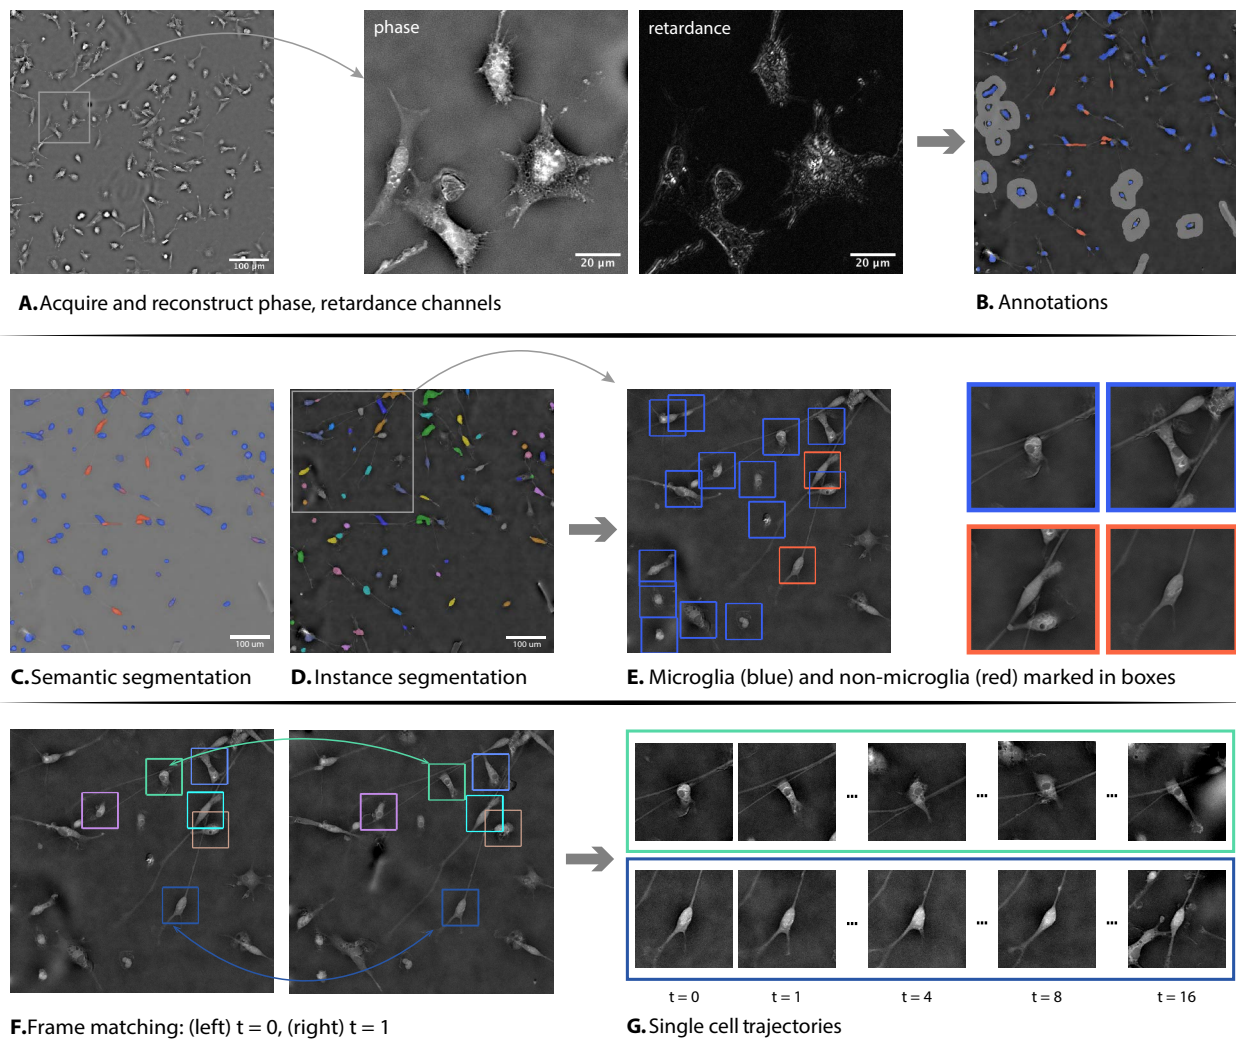 phase
retardance
100 μm
20 μm
20 μm
A. Acquire and reconstruct phase, retardance channels
B. Annotations
100 um
100 um
C. Semantic segmentation
D. Instance segmentation
E. Microglia (blue) and non-microglia (red) marked in boxes
... ... ...
... ... ...
t = 0 t = 1 t = 4 t = 8 t = 16
F. Frame matching: (left) t = 0, (right) t = 1
G. Single cell trajectories